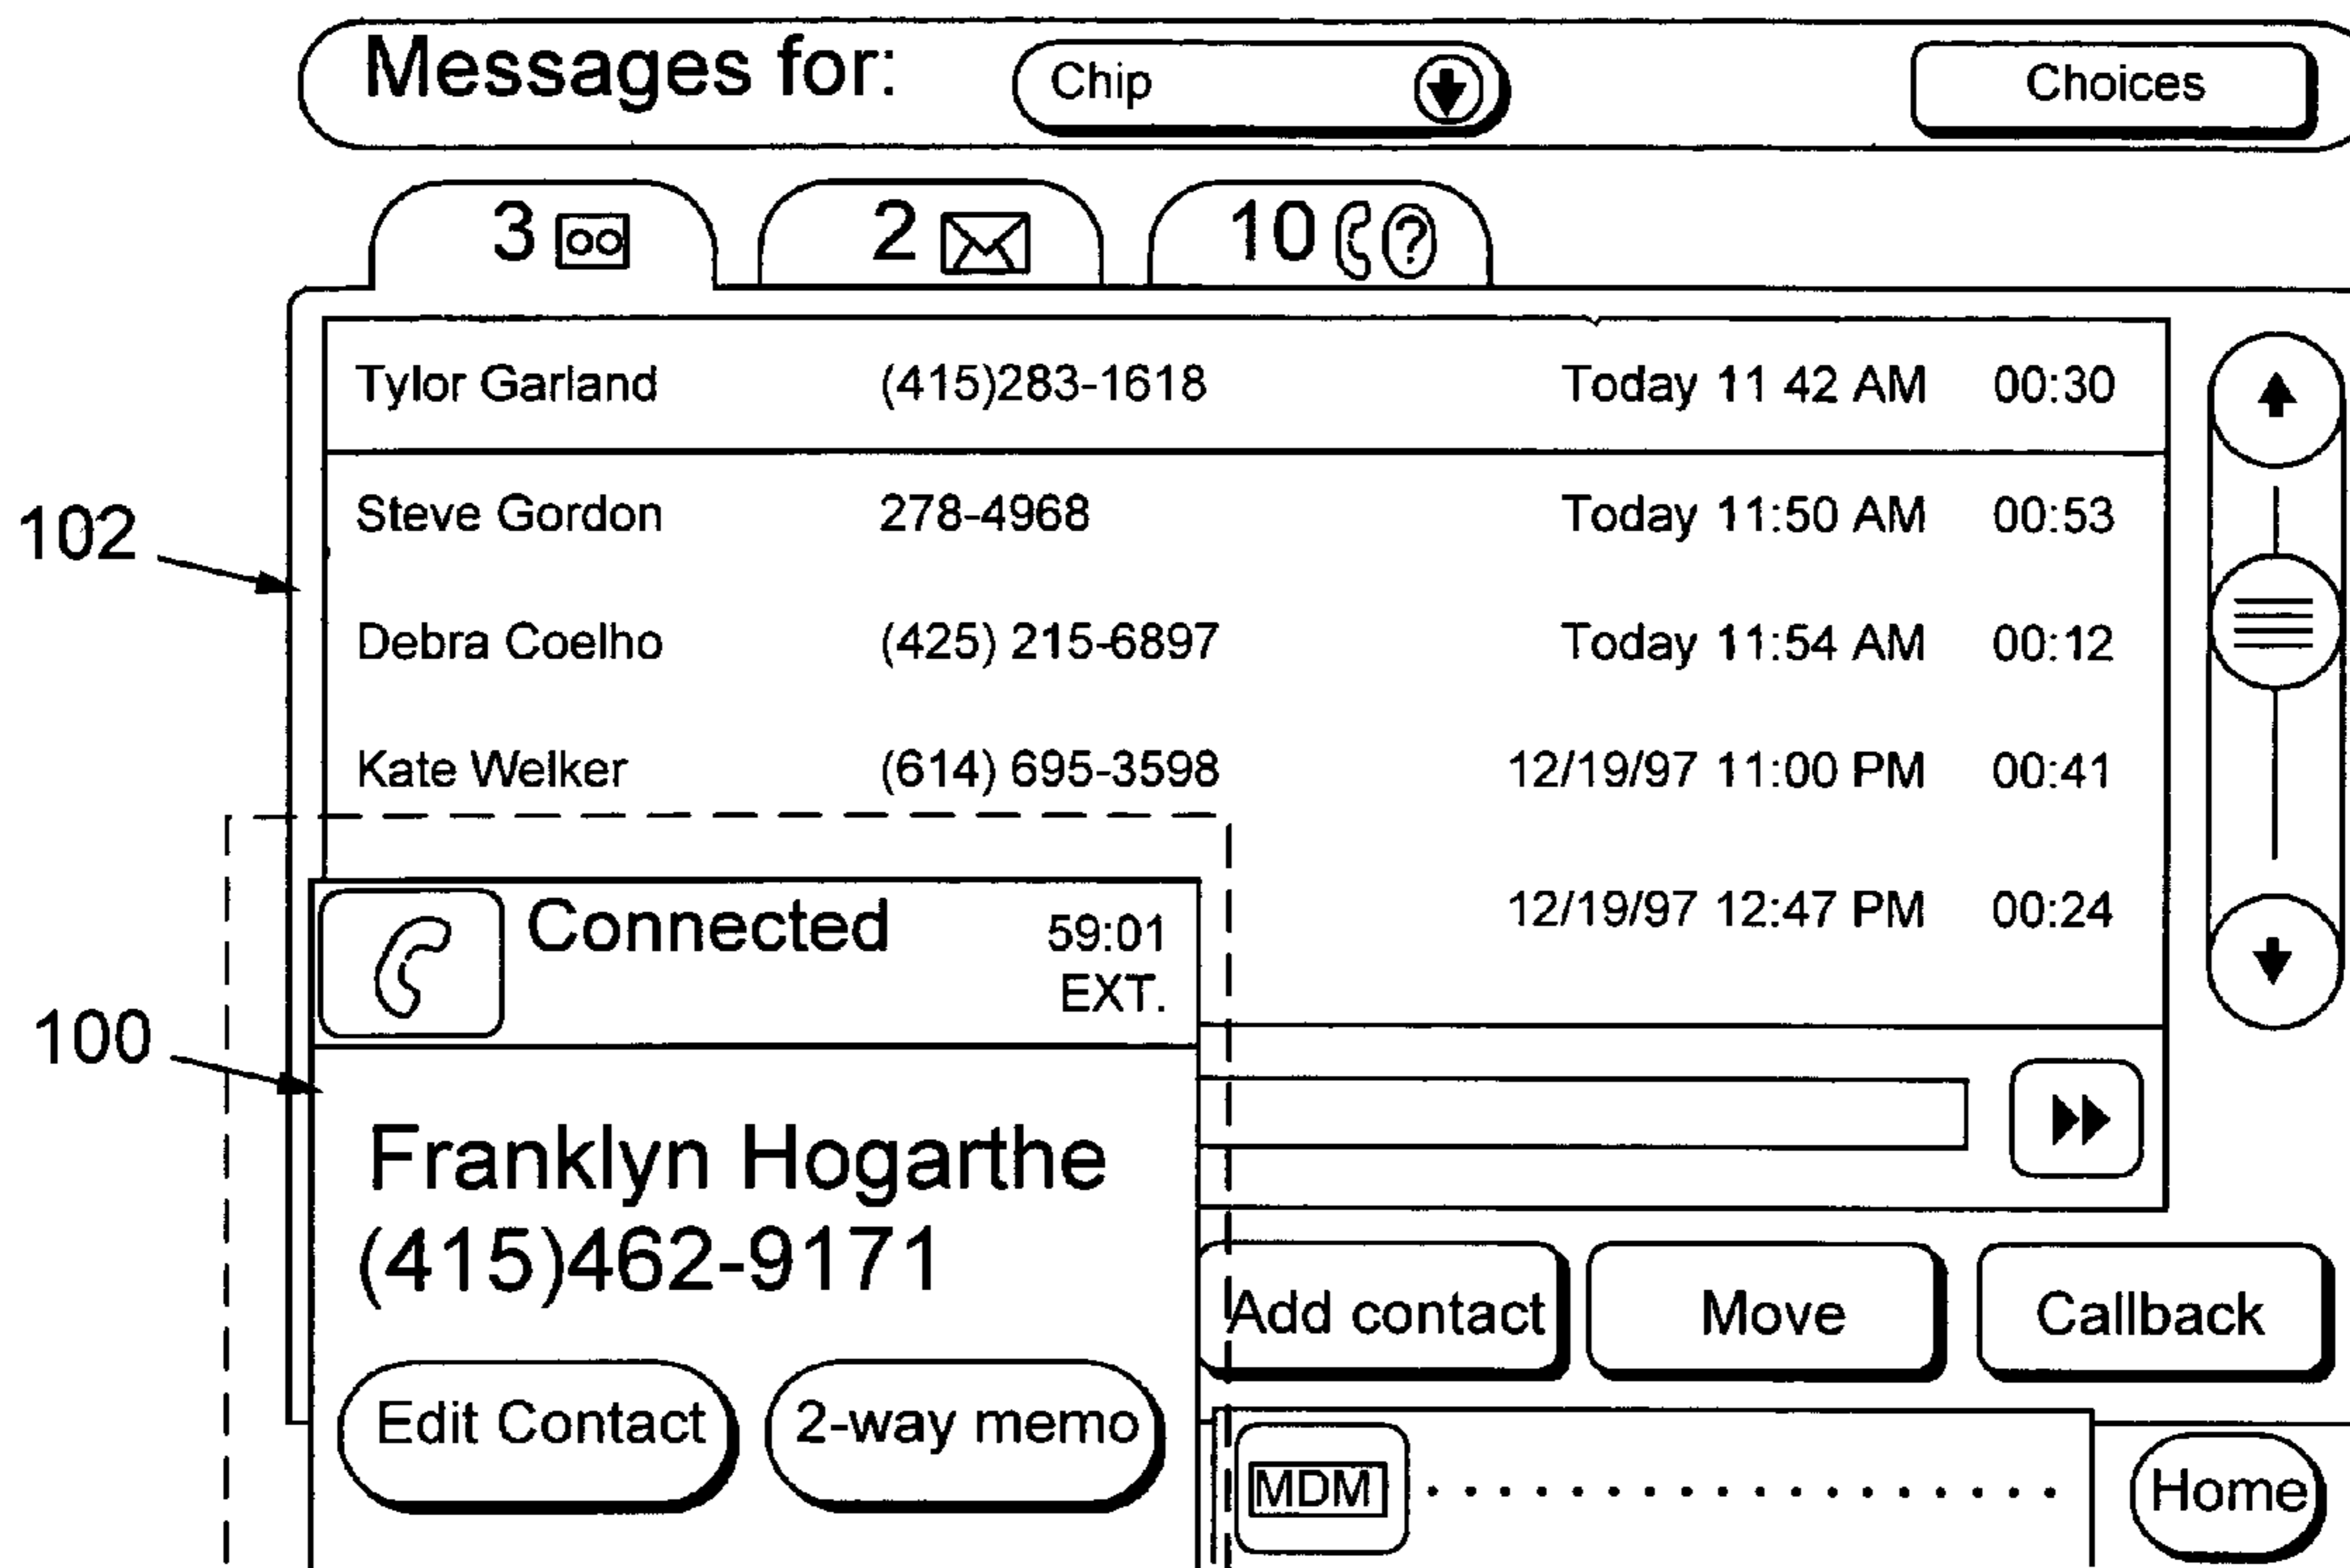 Messages for: Chip Choices
3 2 10 ?
Tylor Garland (415)283-1618 Today 11 42 AM 00:30
Steve Gordon 278-4968 Today 11:50 AM 00:53
102
Debra Coelho (425) 215-6897 Today 11:54 AM 00:12
Kate Welker (614) 695-3598 12/19/97 11:00 PM 00:41
12/19/97 12:47 PM 00:24
Connected 59:01
EXT.
100
Franklyn Hogarthe
(415)462-9171
Add contact Move Callback
Edit Contact 2-way memo
MDM Home